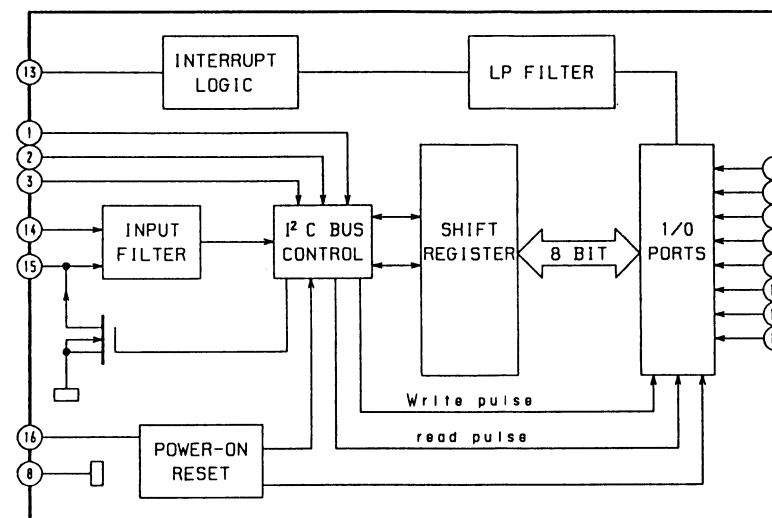 13
INTERRUPT
LOGIC
LP FILTER
1
2
3
14
15
INPUT
FILTER
I² C BUS
CONTROL
SHIFT
REGISTER
8 BIT
I/O
PORTS
Write pulse
read pulse
16
8
POWER-ON
RESET